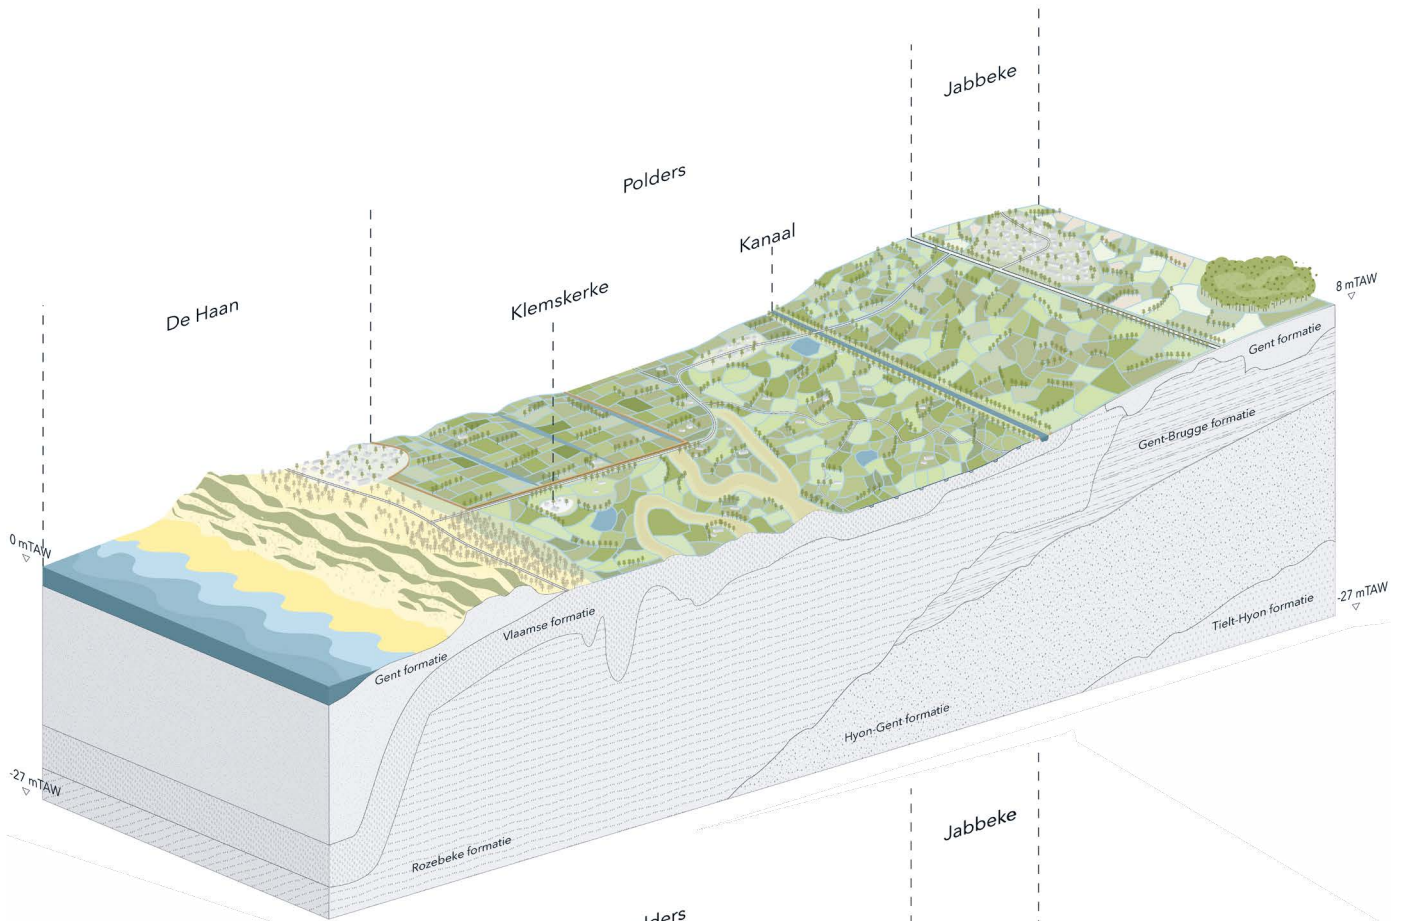 Jabbeke
Polders
Kanaal
Klemskerke
De Haan
8 mTAW
Gent formatie
Gent-Brugge formatie
0 mTAW
-27 mTAW
Tielt-Hyon formatie
Vlaamse formatie
Gent formatie
Hyon-Gent formatie
-27 mTAW
Rozebeke formatie
Jabbeke
lders